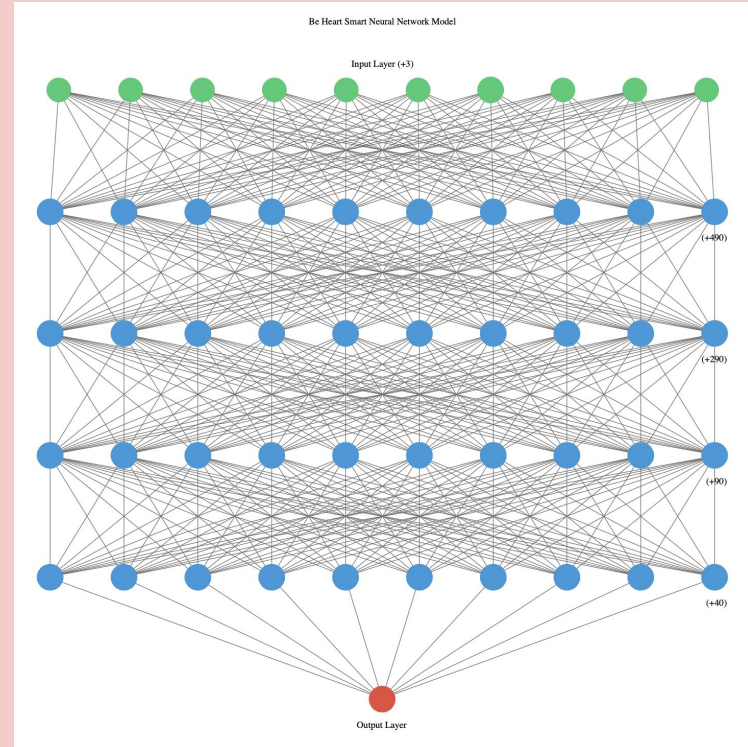 Be Heart Smart Neural Network Model
Input Layer (+3)
(+490)
(+290)
(+90)
(+40)
Output Layer